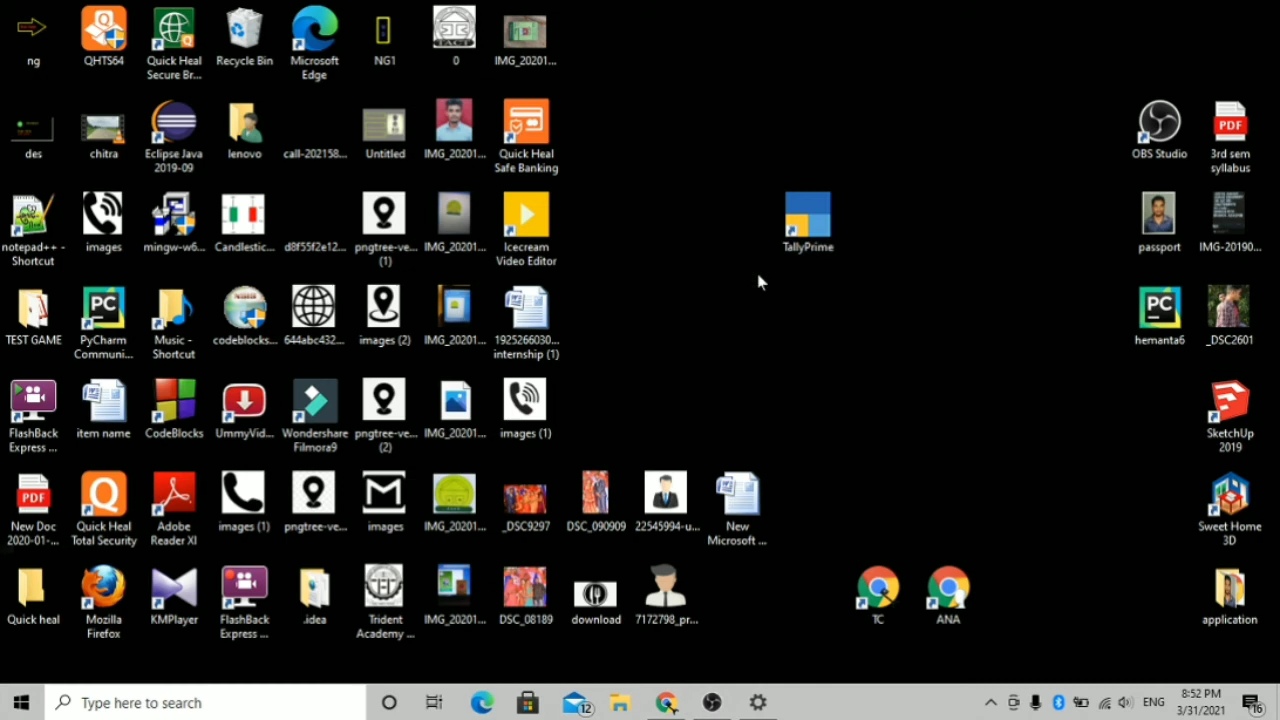 ng
QHTS64
Quick Heal
Secure Br...
Recycle Bin
Microsoft
Edge
NG1
0
IMG_20201...
des
chitra
Eclipse Java
2019-09
lenovo
call-202158...
Untitled
IMG_20201...
Quick Heal
Safe Banking
OBS Studio
PDF
3rd sem
syllabus
notepad++ -
Shortcut
images
mingw-w6...
Candlestic...
d8f55f2e12...
pngtree-ve...
(1)
IMG_20201...
Icecream
Video Editor
TallyPrime
passport
IMG-20190...
TEST GAME
PC
PyCharm
Communi...
Music -
Shortcut
codeblocks...
644abc432...
images (2)
IMG_20201...
1925266030...
internship (1)
PC
hemanta6
_DSC2601
FlashBack
Express ...
item name
CodeBlocks
UmmyVid...
Wondershare
Filmora9
pngtree-ve...
(2)
IMG_20201...
images (1)
SketchUp
2019
PDF
New Doc
2020-01-...
Quick Heal
Total Security
Adobe
Reader XI
images (1)
pngtree-ve...
images
IMG_20201...
_DSC9297
DSC_090909
22545994-u...
New
Microsoft ...
Sweet Home
3D
Quick heal
Mozilla
Firefox
KMPlayer
FlashBack
Express ...
.idea
Trident
Academy ...
IMG_20201...
DSC_08189
download
7172798_pr...
TC
ANA
application
Type here to search
12
ENG
8:52 PM
3/31/2021
16